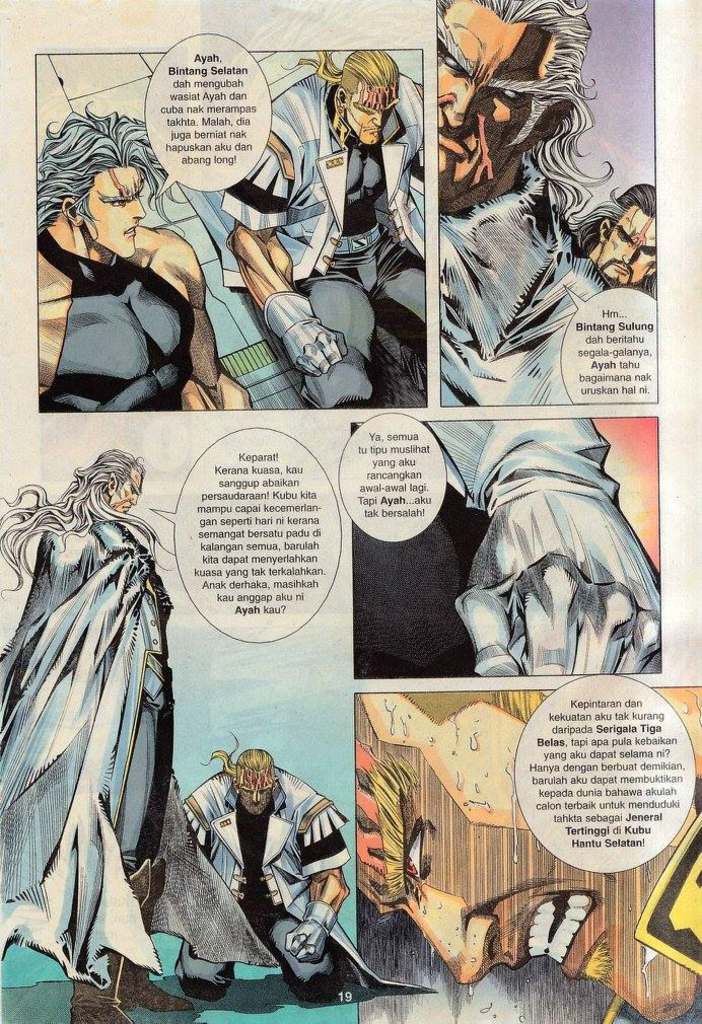 Ayah,
Bintang Selatan
dah mengubah
wasiat Ayah dan
cuba nak merampas
takhta. Malah, dia
juga berniat nak
hapuskan aku dan
abang long!
Hm...
Bintang Sulung
dah beritahu
segala-galanya,
Ayah tahu
bagaimana nak
uruskan hal ni.
Keparat!
Kerana kuasa, kau
sanggup abaikan
persaudaraan! Kubu kita
mampu capai kecemerlan-
gan seperti hari ni kerana
semangat bersatu padu di
kalangan semua, barulah
kita dapat menyerlahkan
kuasa yang tak terkalahkan.
Anak derhaka, masihkah
kau anggap aku ni
Ayah kau?
Ya, semua
tu tipu muslihat
yang aku
rancangkan
awal-awal lagi.
Tapi Ayah...aku
tak bersalah!
Kepintaran dan
kekuatan aku tak kurang
daripada Serigala Tiga
Belas, tapi apa pula kebaikan
yang aku dapat selama ni?
Hanya dengan berbuat demikian,
barulah aku dapat membuktikan
kepada dunia bahawa akulah
calon terbaik untuk menduduki
tahkta sebagai Jeneral
Tertinggi di Kubu
Hantu Selatan!
19